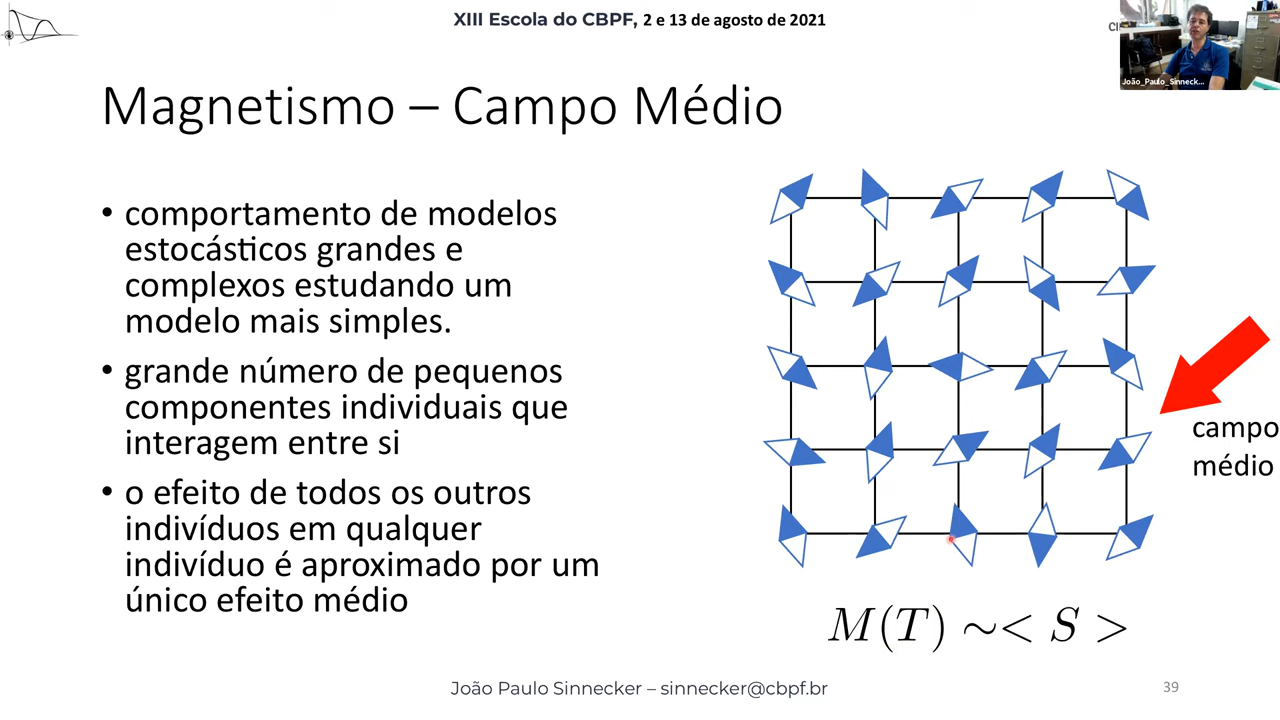 XIII Escola do CBPF, 2 e 13 de agosto de 2021
João_Paulo_Sinneck...
Magnetismo – Campo Médio
• comportamento de modelos
estocásticos grandes e
complexos estudando um
modelo mais simples.
• grande número de pequenos
componentes individuais que
interagem entre si
• o efeito de todos os outros
indivíduos em qualquer
indivíduo é aproximado por um
único efeito médio
campo
médio
M(T) ∼< S >
João Paulo Sinnecker – sinnecker@cbpf.br
39